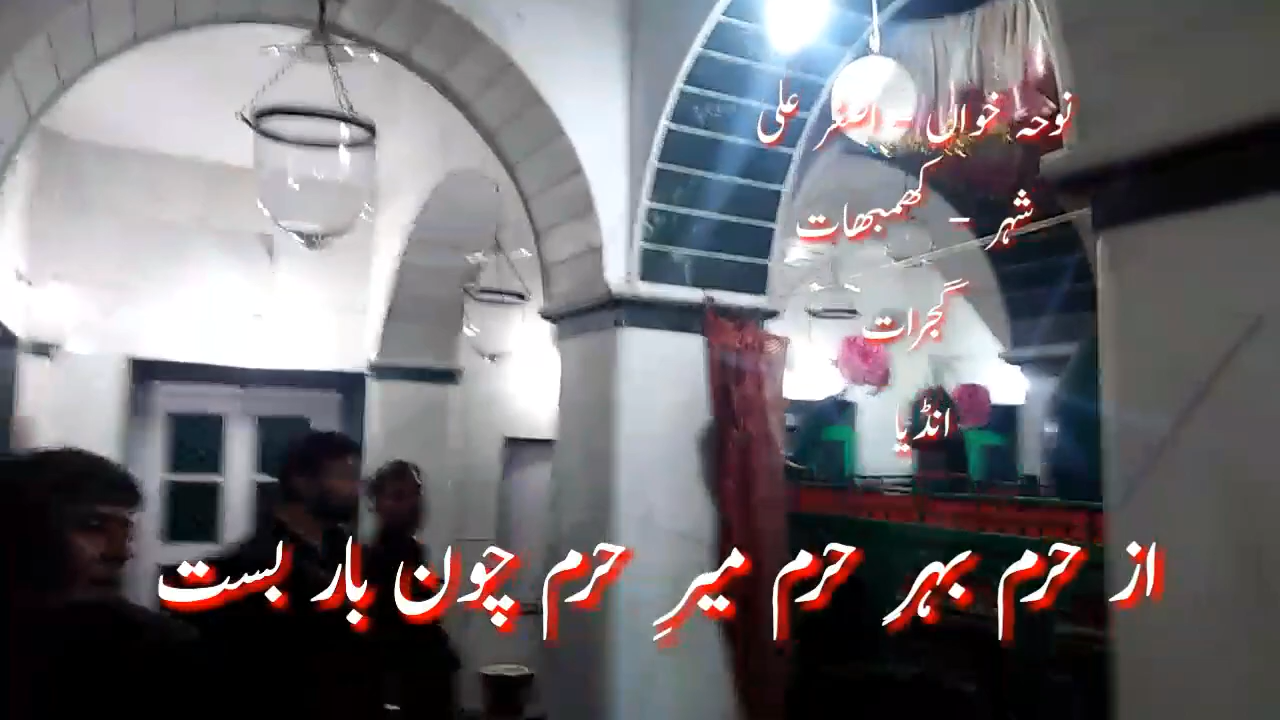 نوحہ خواں - اصغر علی
شہر - کھمبھات
گجرات
انڈیا
از حرم بہرِ حرم میرِ حرم چون بار بست